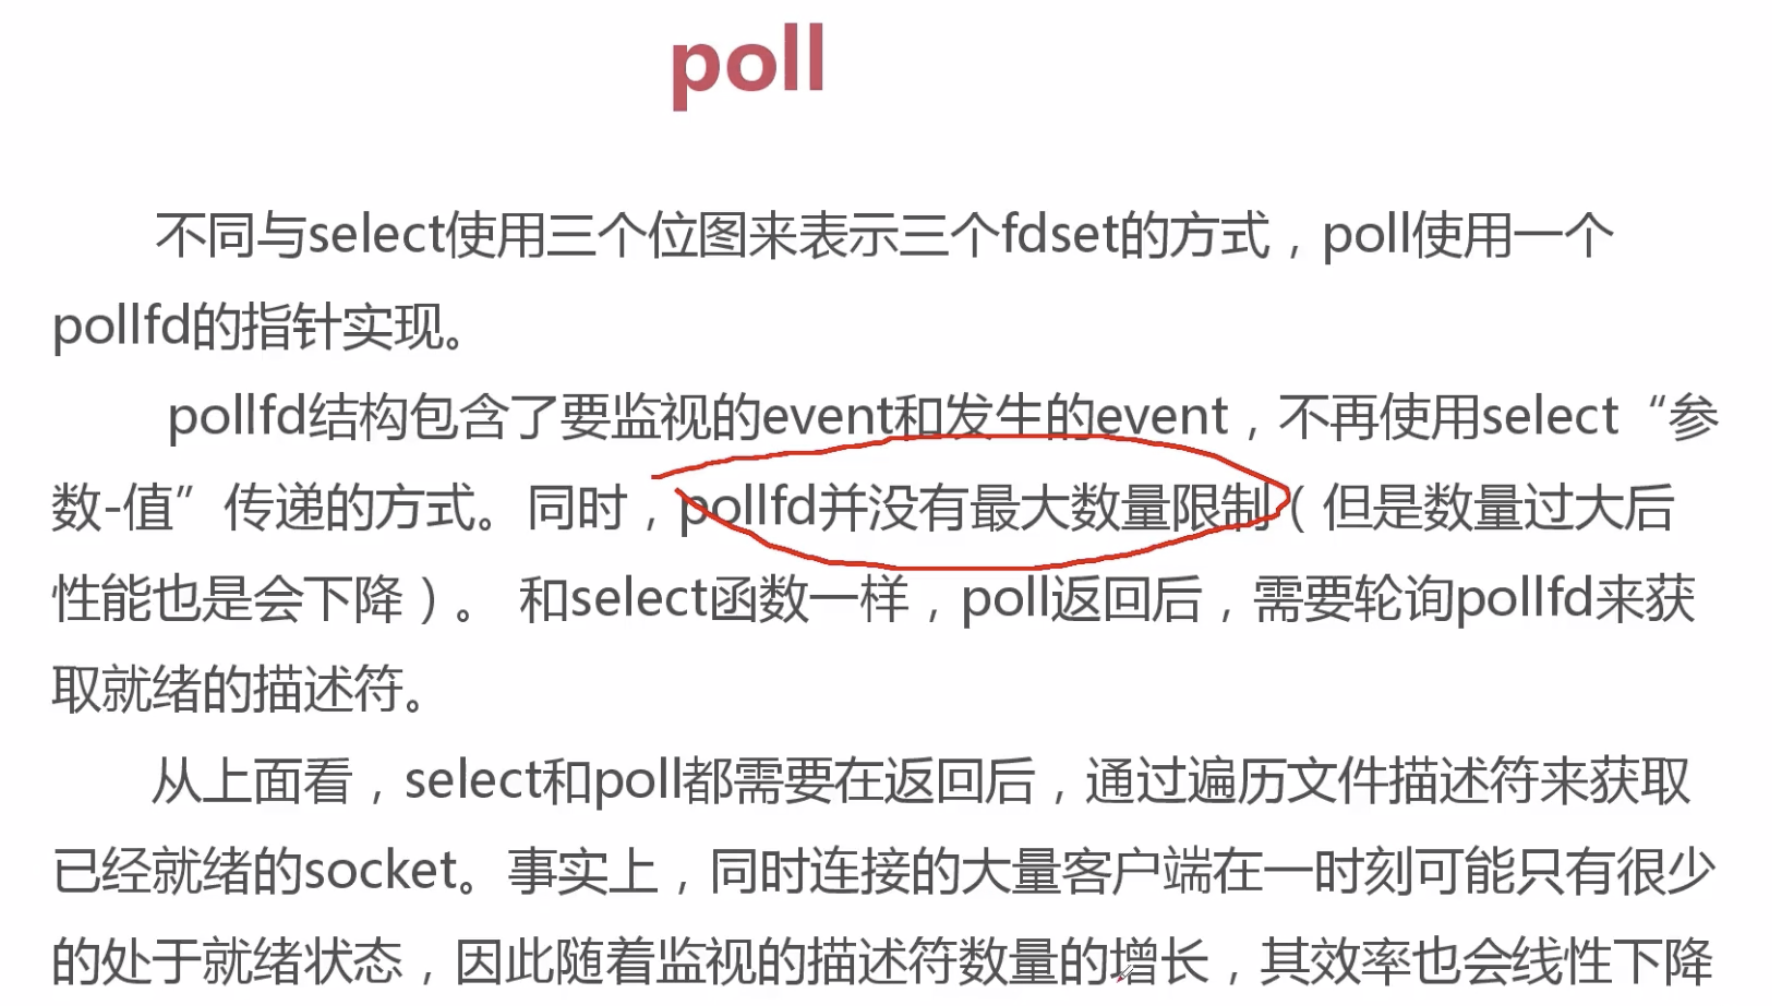 poll
不同与select使用三个位图来表示三个fdset的方式，poll使用一个
pollfd的指针实现。
pollfd结构包含了要监视的event和发生的event，不再使用select“参
数-值”传递的方式。同时，pollfd并没有最大数量限制（但是数量过大后
性能也是会下降）。 和select函数一样，poll返回后，需要轮询pollfd来获
取就绪的描述符。
从上面看，select和poll都需要在返回后，通过遍历文件描述符来获取
已经就绪的socket。事实上，同时连接的大量客户端在一时刻可能只有很少
的处于就绪状态，因此随着监视的描述符数量的增长，其效率也会线性下降